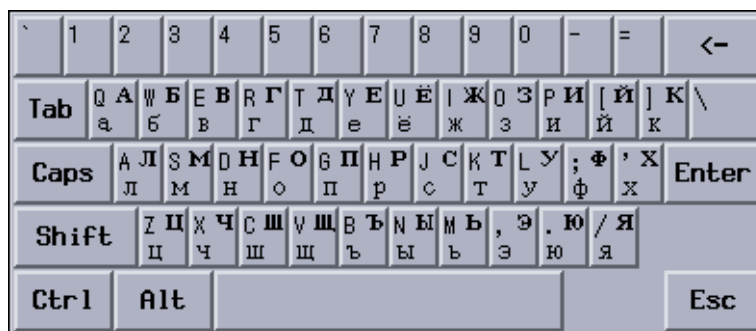 ` 1 2 3 4 5 6 7 8 9 0 - = <-
Tab Q А W Б E В R Г T Д Y Е U Ё I Ж O З P И [ Й ] К \
а б в г д е ё ж з и й к
Caps A Л S М D Н F О G П H Р J С K Т L У ; Ф ' Х Enter
л м н о п р с т у ф х
Shift Z Ц X Ч C Ш V Щ B Ъ N Ы M Ь , Э . Ю / Я
ц ч ш щ ъ ы ь э ю я
Ctrl Alt Esc